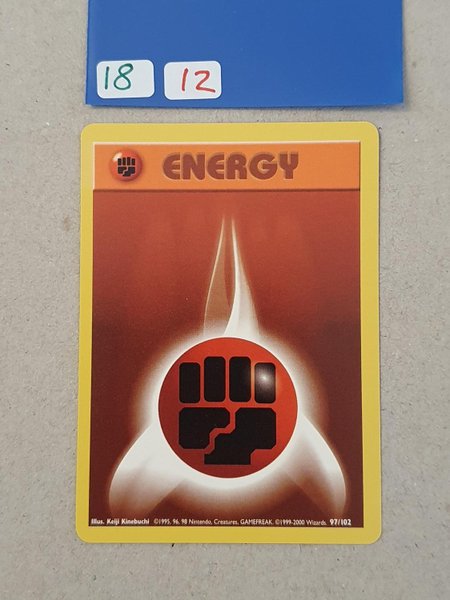 18 12
ENERGY
Illus. Keiji Kinebuchi ©1995, 96, 98 Nintendo, Creatures, GAMEFREAK. ©1999-2000 Wizards. 97/102